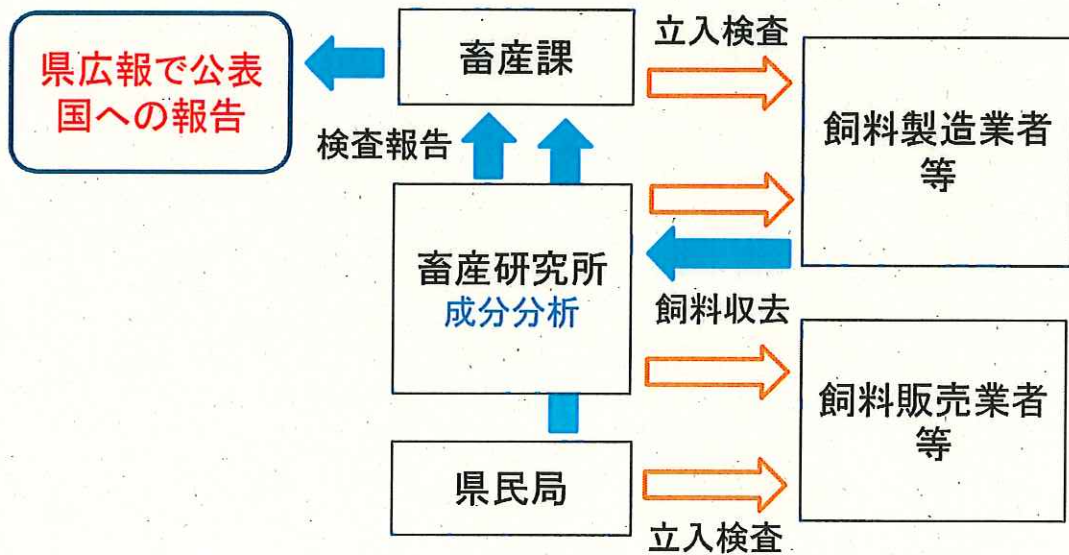 県広報で公表
国への報告
畜産課
立入検査
飼料製造業者
等
検査報告
畜産研究所
成分分析
飼料収去
飼料販売業者
等
県民局
立入検査